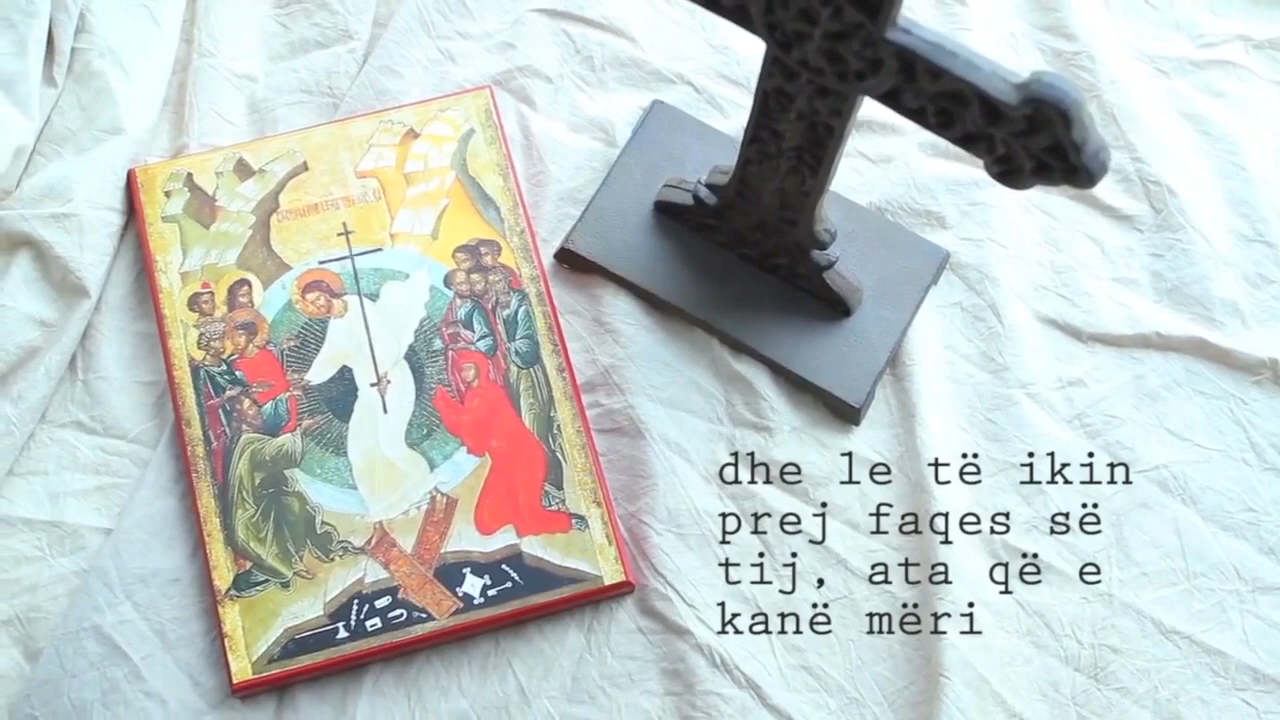 dhe le të ikin
prej faqes së
tij, ata që e
kanë mëri